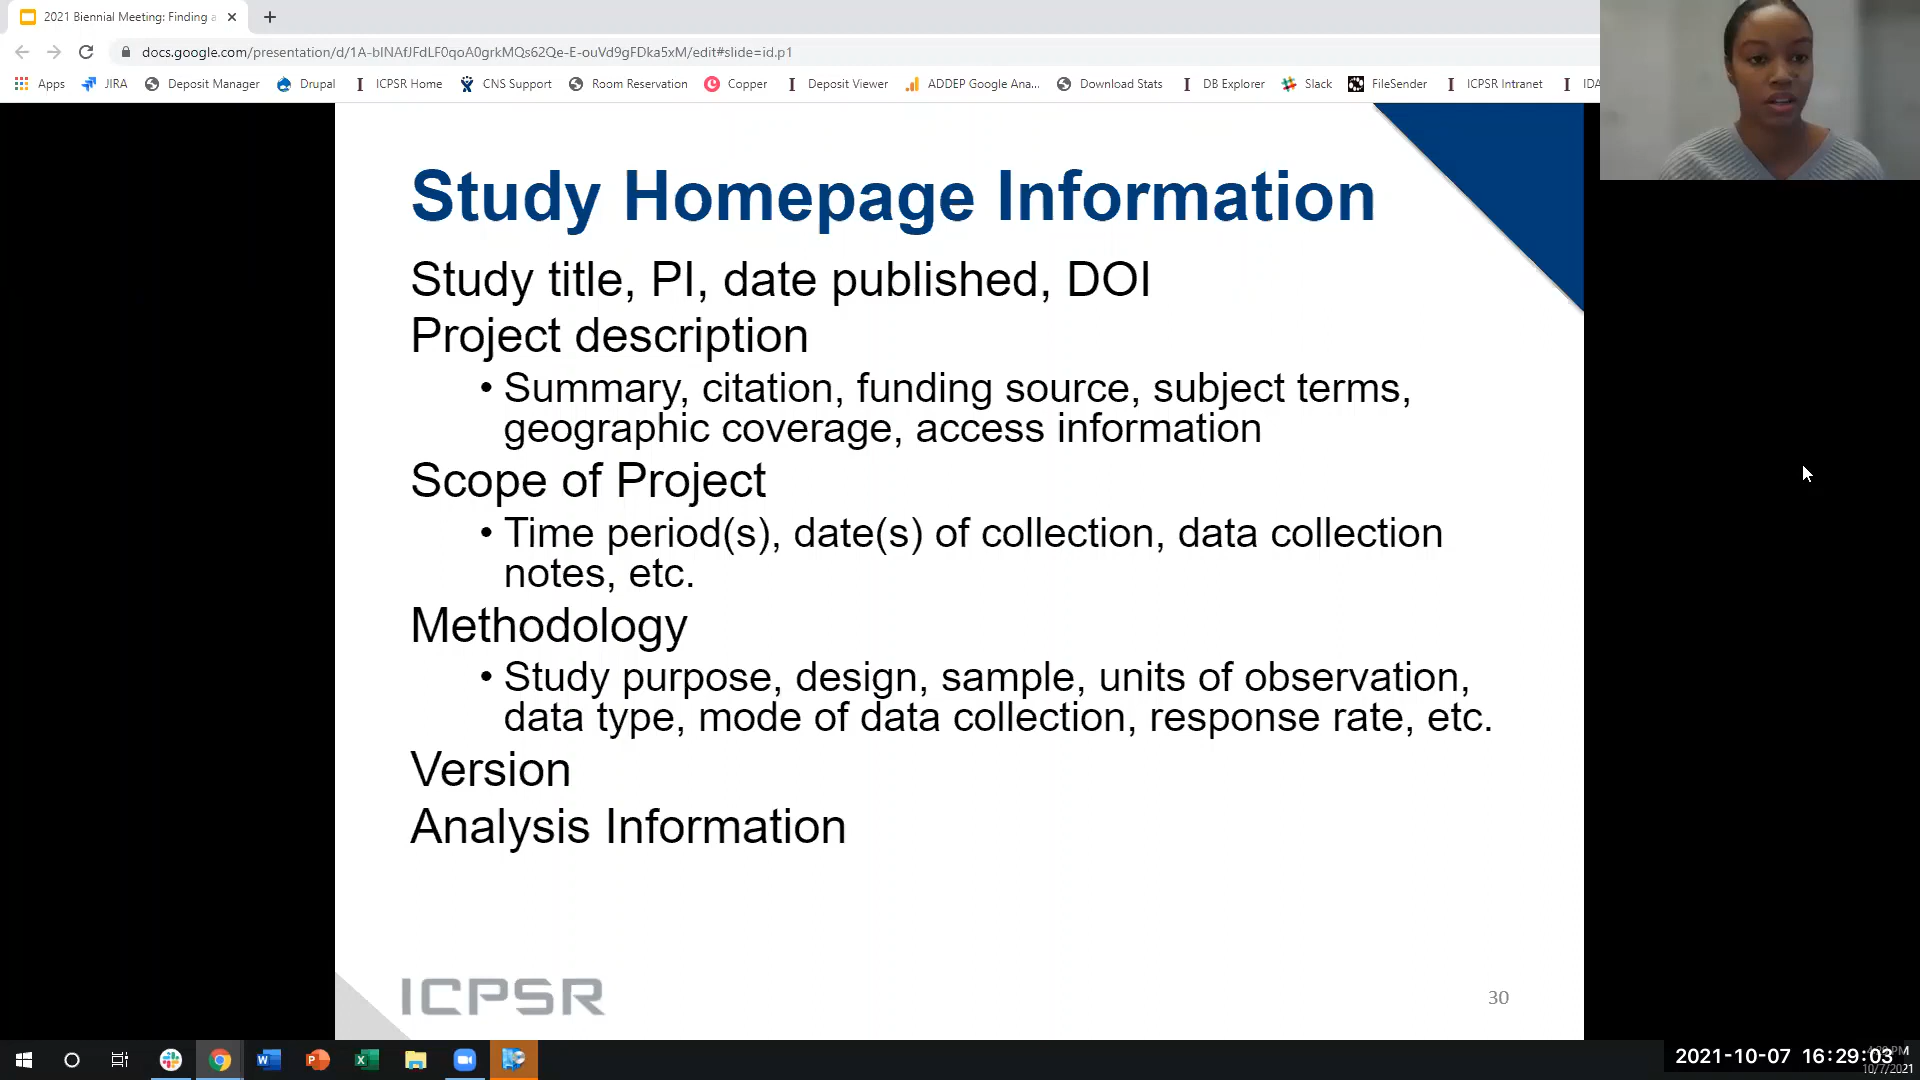 2021 Biennial Meeting: Finding a
docs.google.com/presentation/d/1A-bINAfJFdLF0qoA0grkMQs62Qe-E-ouVd9gFDka5xM/edit#slide=id.p1
Apps JIRA Deposit Manager Drupal ICPSR Home CNS Support Room Reservation Copper Deposit Viewer ADDEP Google Ana... Download Stats DB Explorer Slack FileSender ICPSR Intranet IDA
Study Homepage Information
Study title, PI, date published, DOI
Project description
• Summary, citation, funding source, subject terms,
geographic coverage, access information
Scope of Project
• Time period(s), date(s) of collection, data collection
notes, etc.
Methodology
• Study purpose, design, sample, units of observation,
data type, mode of data collection, response rate, etc.
Version
Analysis Information
ICPSR
30
2021-10-07 16:29:03
10/7/2021